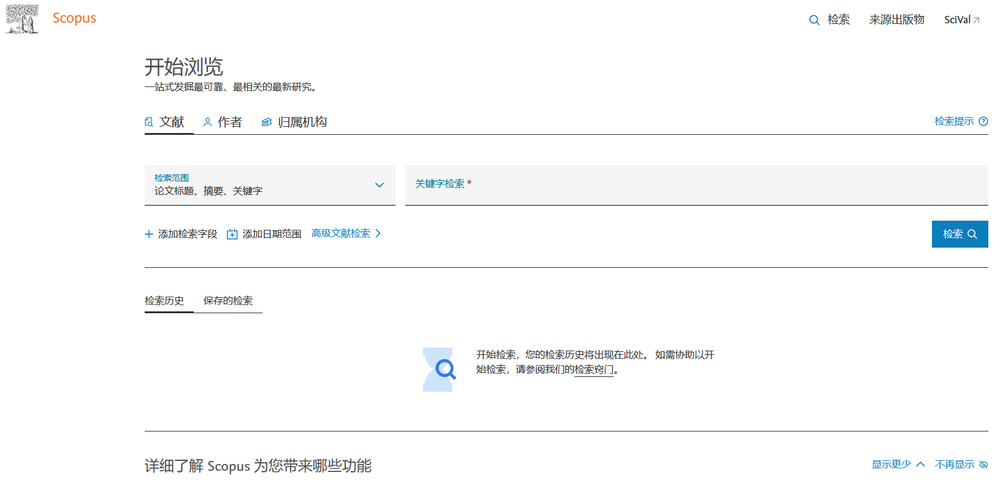 Scopus
检索
来源出版物
SciVal
开始浏览
一站式发掘最可靠、最相关的最新研究。
文献
作者
归属机构
检索提示
检索范围
论文标题、摘要、关键字
关键字检索 *
添加检索字段
添加日期范围
高级文献检索
检索
检索历史
保存的检索
开始检索，您的检索历史将出现在此处。 如需协助以开
始检索，请参阅我们的检索窍门。
详细了解 Scopus 为您带来哪些功能
显示更少
不再显示